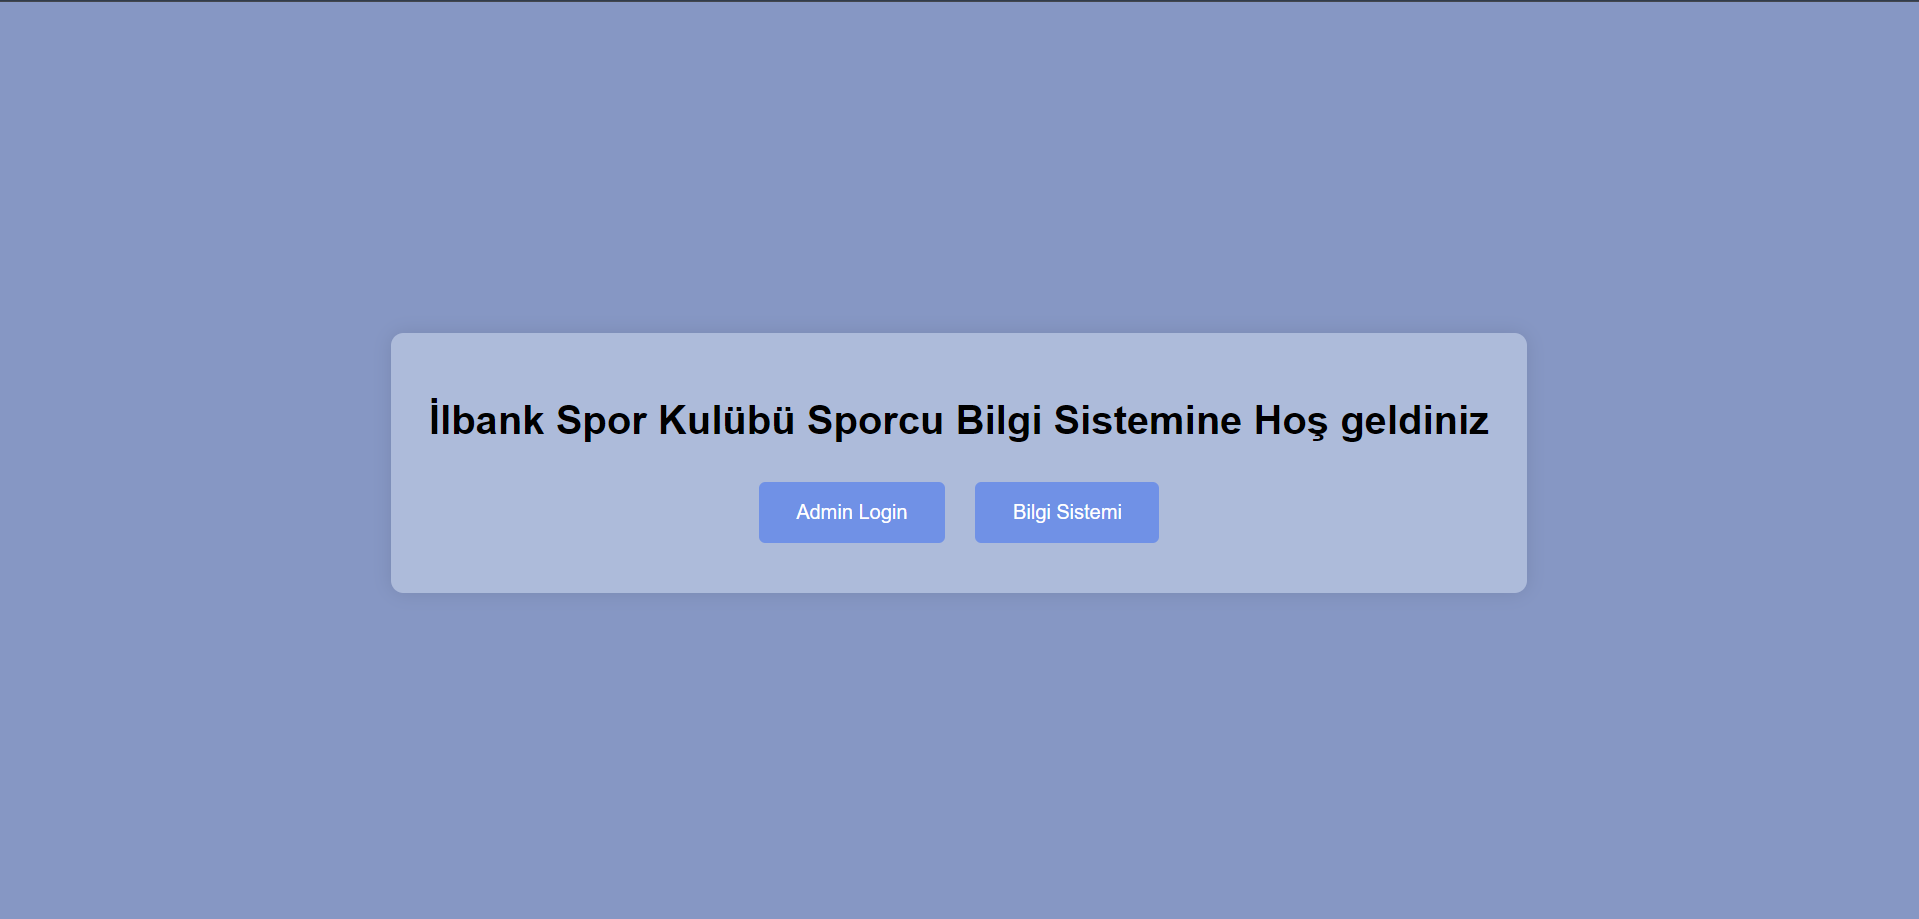 İlbank Spor Kulübü Sporcu Bilgi Sistemine Hoş geldiniz
Admin Login
Bilgi Sistemi